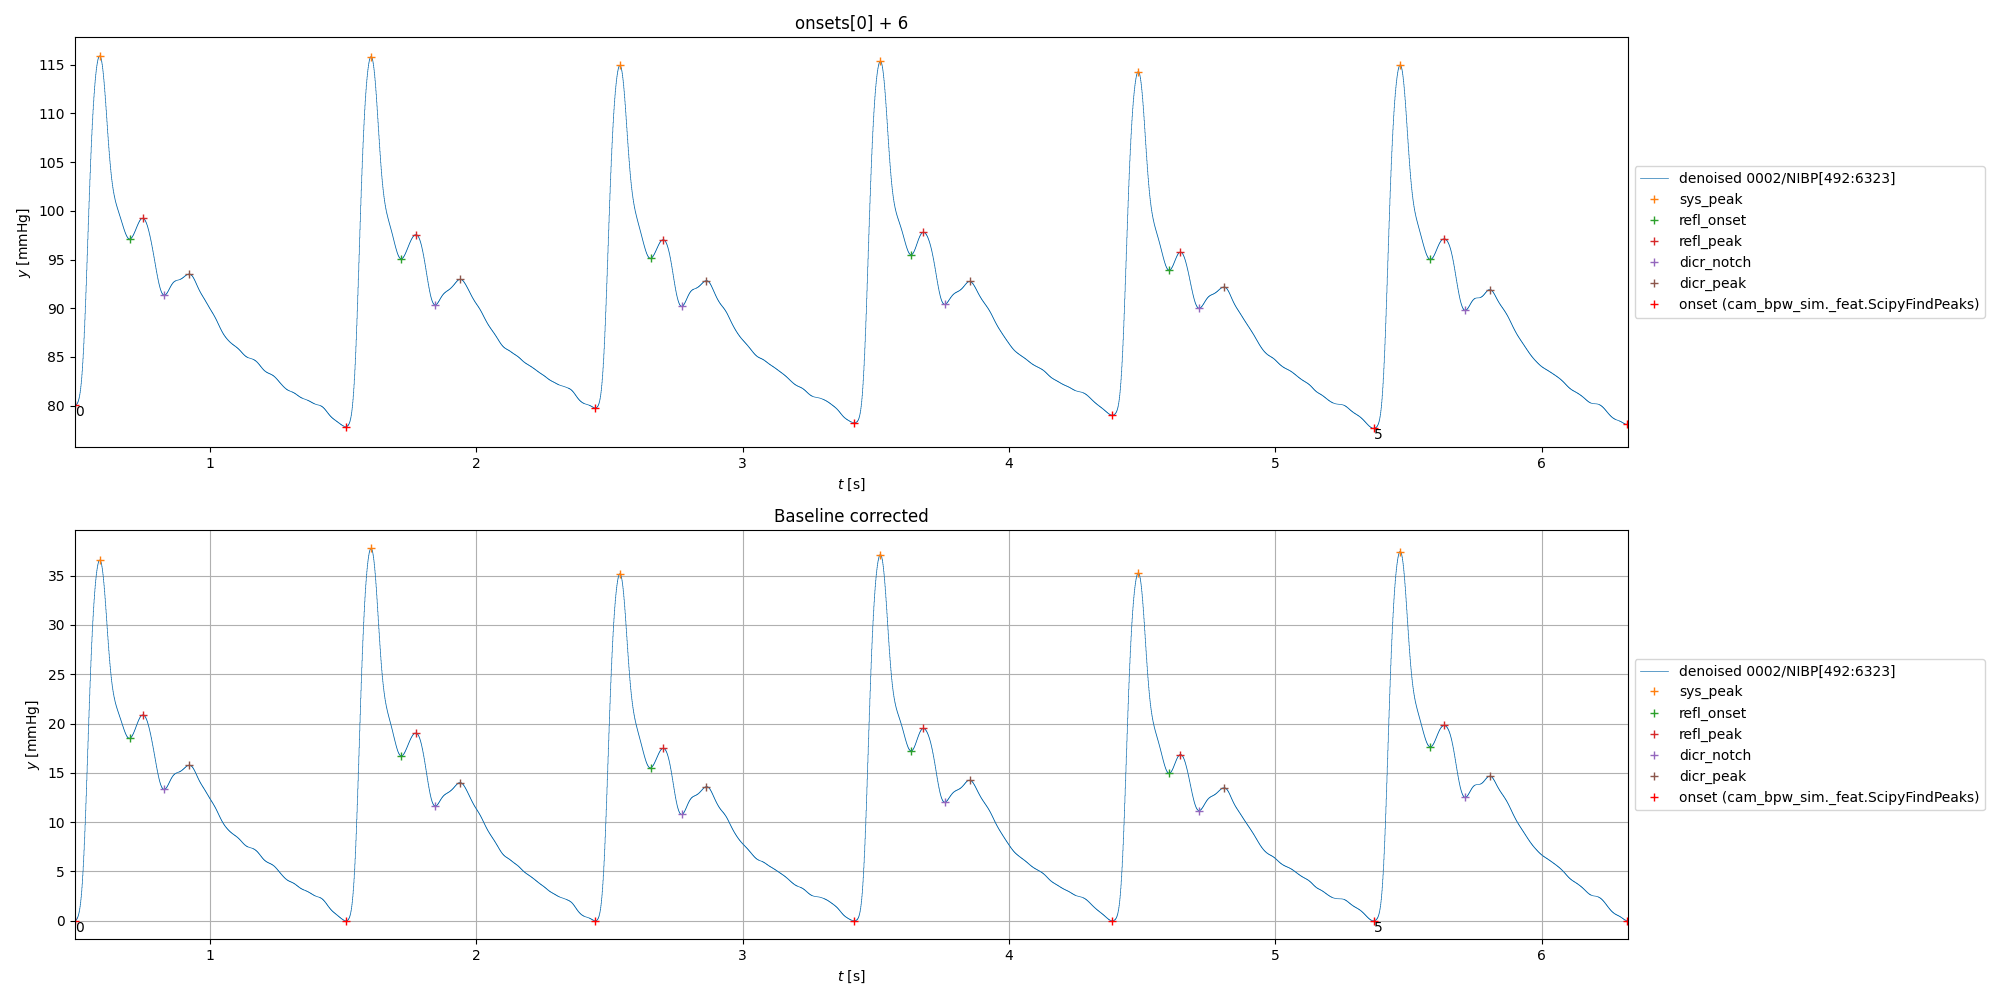 onsets[0] + 6
115
110
105
100
95
90
85
80
y [mmHg]
0
5
1 2 3 4 5 6
t [s]
denoised 0002/NIBP[492:6323]
sys_peak
refl_onset
refl_peak
dicr_notch
dicr_peak
onset (cam_bpw_sim._feat.ScipyFindPeaks)
Baseline corrected
35
30
25
20
15
10
5
0
y [mmHg]
0
5
1 2 3 4 5 6
t [s]
denoised 0002/NIBP[492:6323]
sys_peak
refl_onset
refl_peak
dicr_notch
dicr_peak
onset (cam_bpw_sim._feat.ScipyFindPeaks)